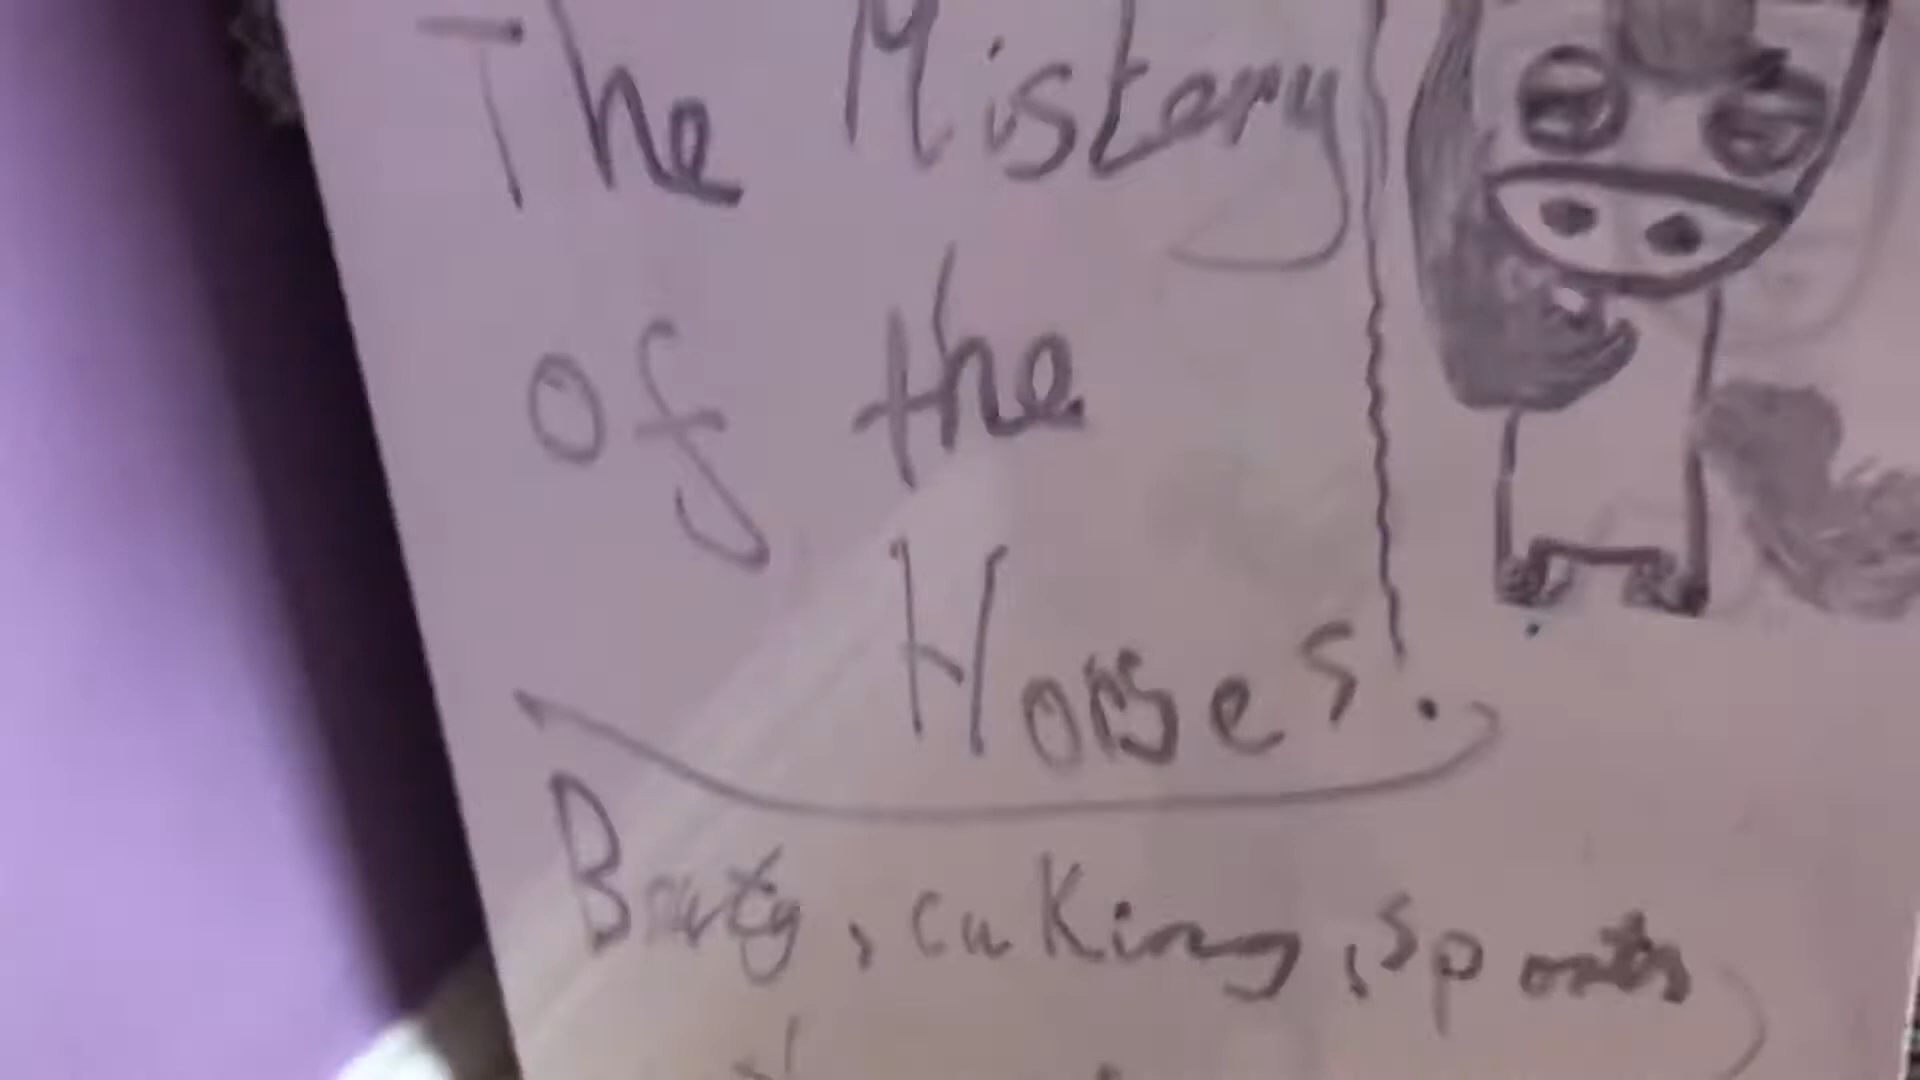 The Mistery
of the
Horses.
Bauty, cuking, sports